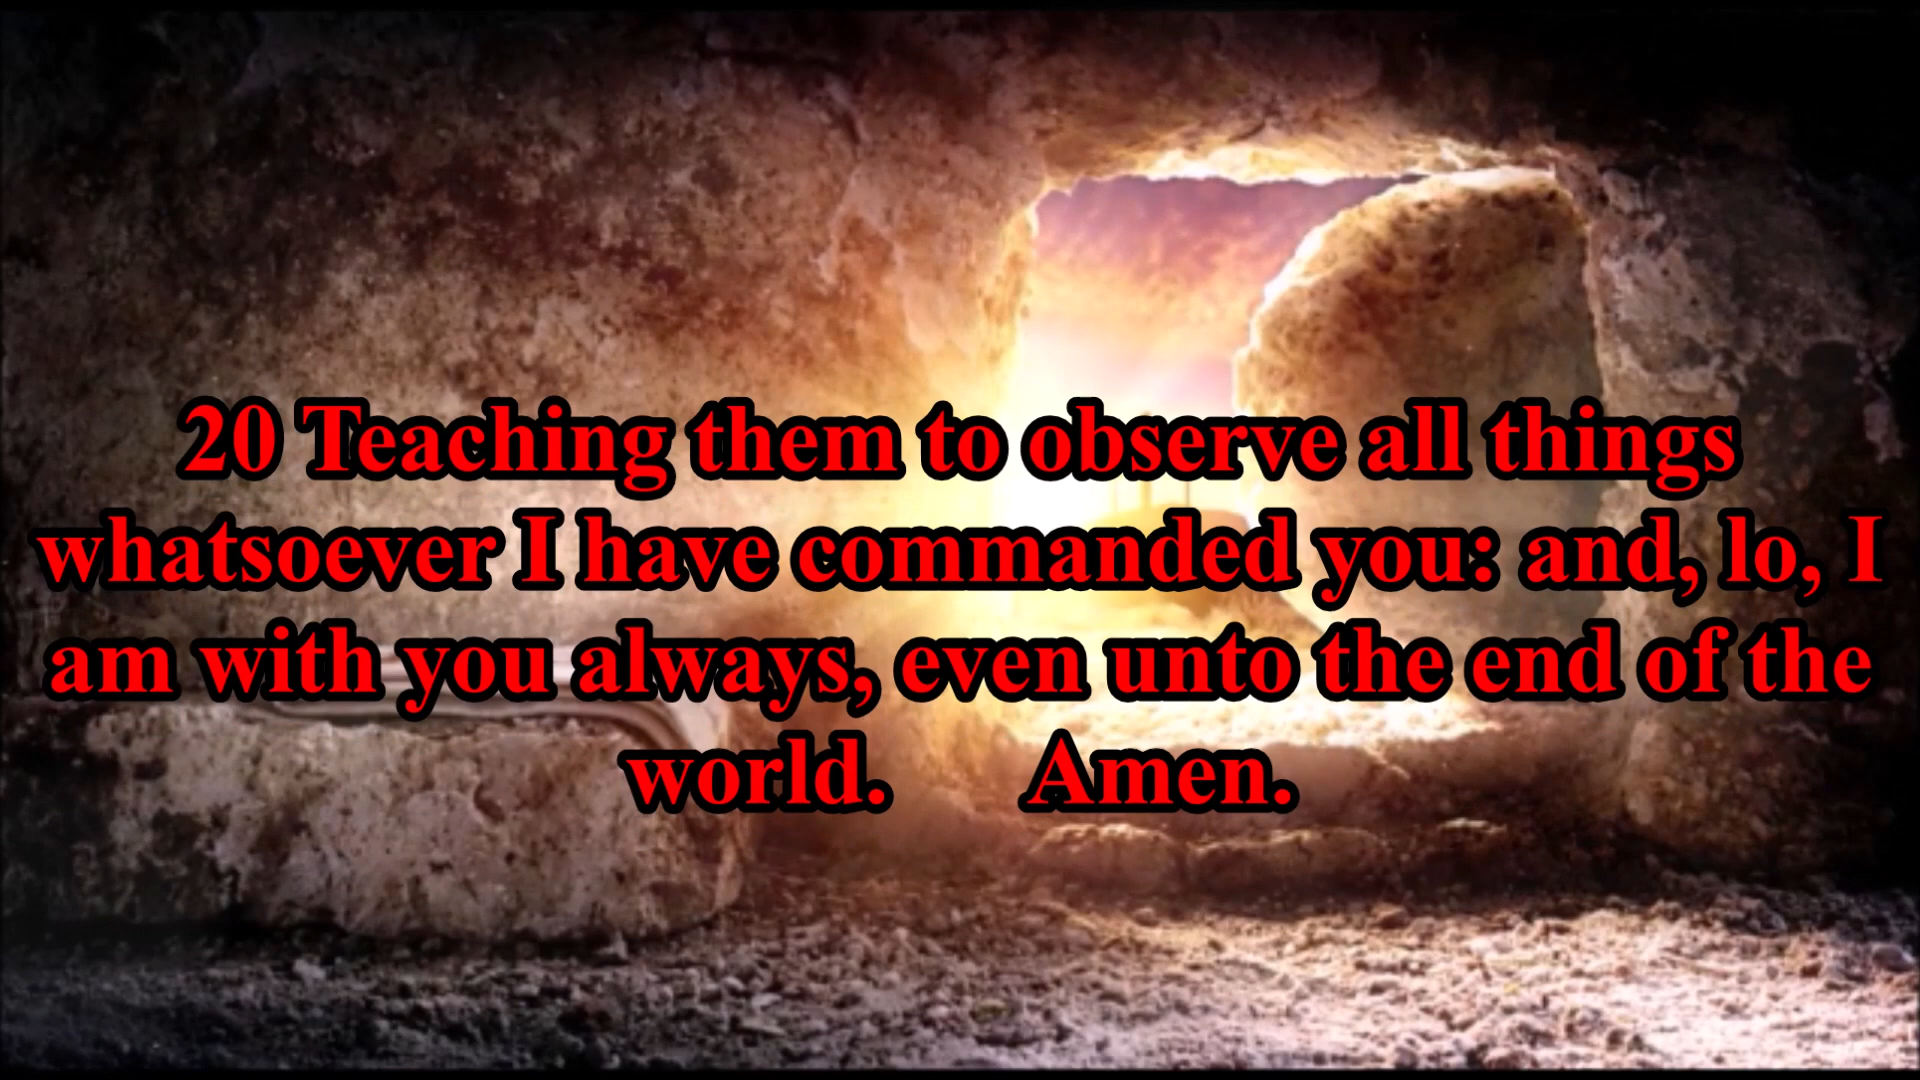 20 Teaching them to observe all things
whatsoever I have commanded you: and, lo, I
am with you always, even unto the end of the
world. Amen.